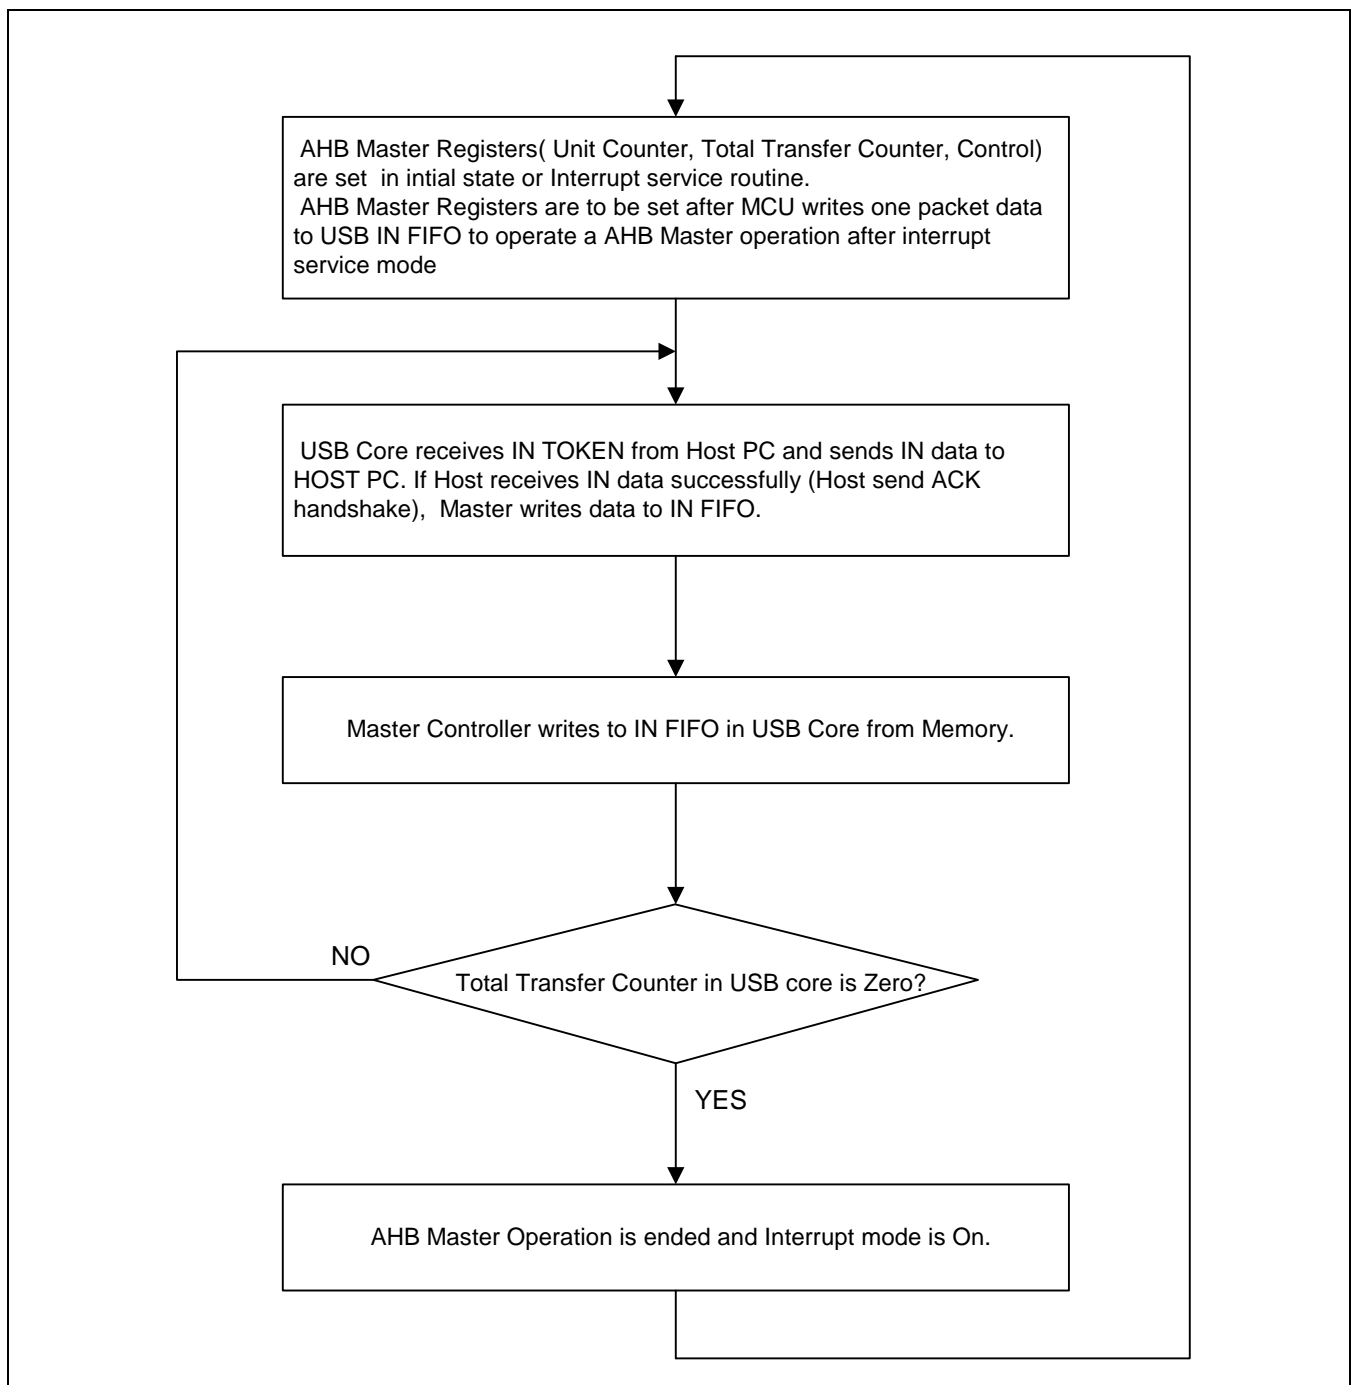 AHB Master Registers( Unit Counter, Total Transfer Counter, Control)
are set in intial state or Interrupt service routine.
AHB Master Registers are to be set after MCU writes one packet data
to USB IN FIFO to operate a AHB Master operation after interrupt
service mode
USB Core receives IN TOKEN from Host PC and sends IN data to
HOST PC. If Host receives IN data successfully (Host send ACK
handshake), Master writes data to IN FIFO.
Master Controller writes to IN FIFO in USB Core from Memory.
NO
Total Transfer Counter in USB core is Zero?
YES
AHB Master Operation is ended and Interrupt mode is On.